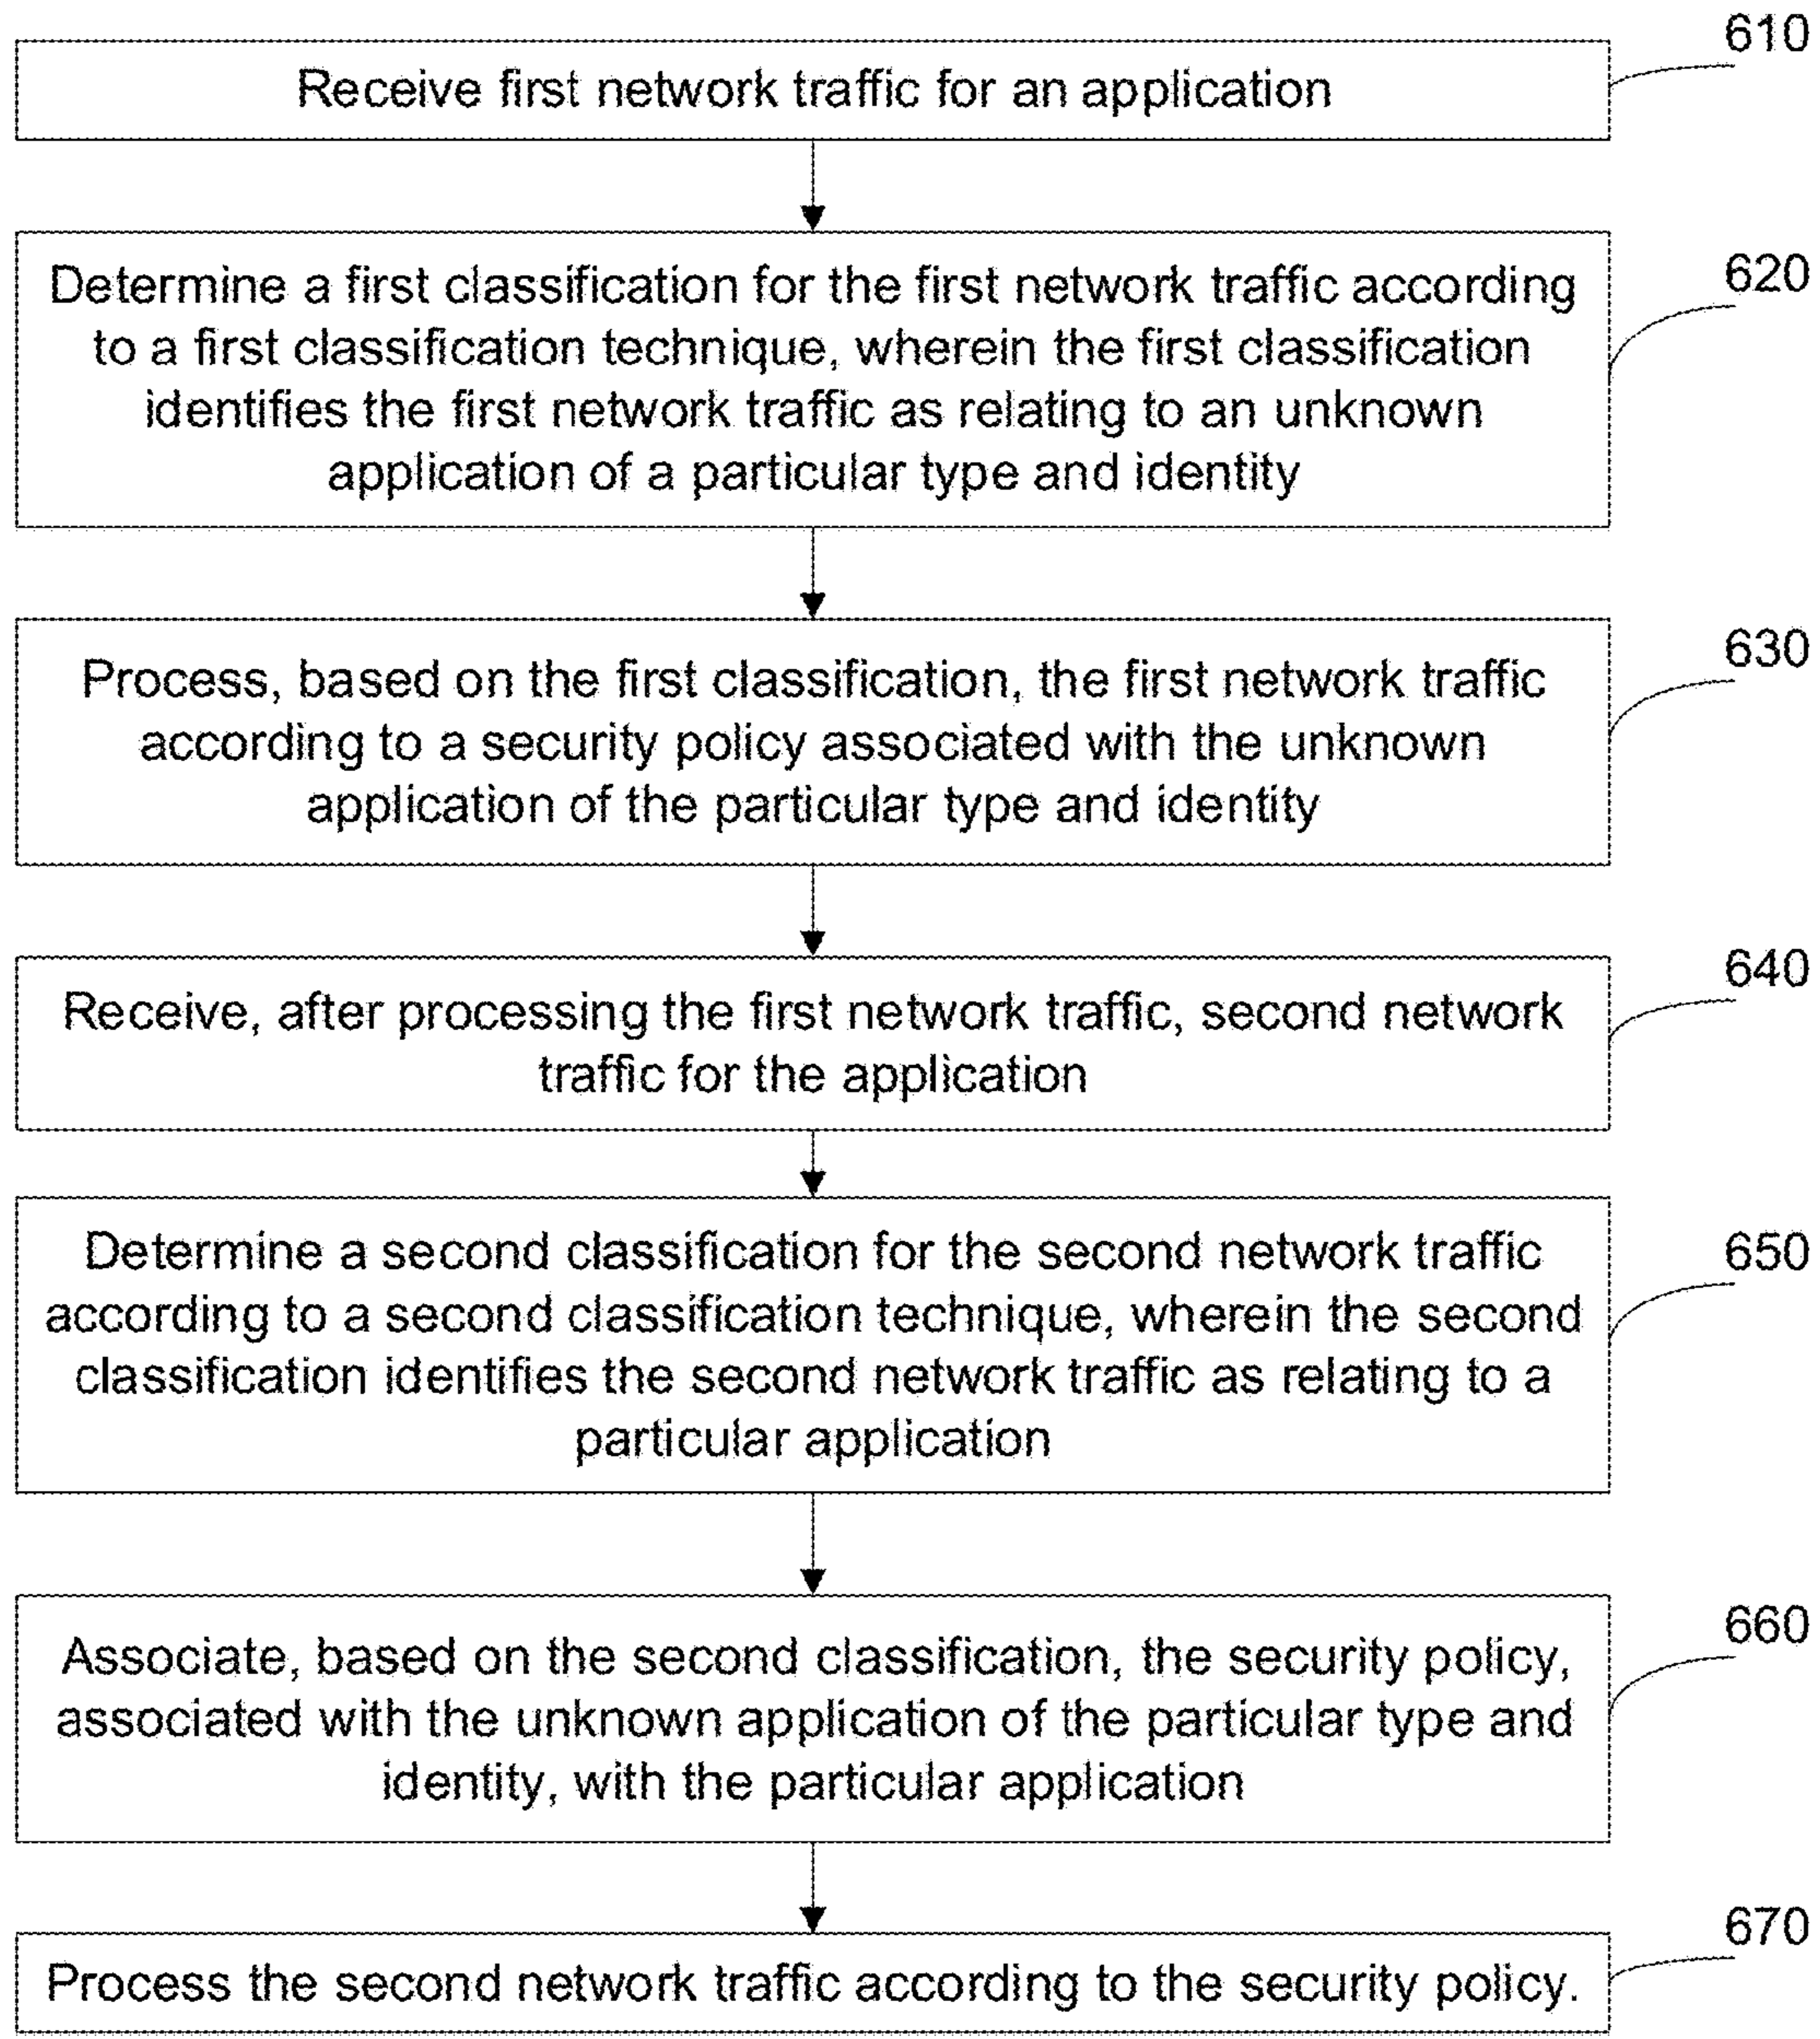 610
Receive first network traffic for an application
620
Determine a first classification for the first network traffic according
to a first classification technique, wherein the first classification
identifies the first network traffic as relating to an unknown
application of a particular type and identity
630
Process, based on the first classification, the first network traffic
according to a security policy associated with the unknown
application of the particular type and identity
640
Receive, after processing the first network traffic, second network
traffic for the application
650
Determine a second classification for the second network traffic
according to a second classification technique, wherein the second
classification identifies the second network traffic as relating to a
particular application
660
Associate, based on the second classification, the security policy,
associated with the unknown application of the particular type and
identity, with the particular application
670
Process the second network traffic according to the security policy.